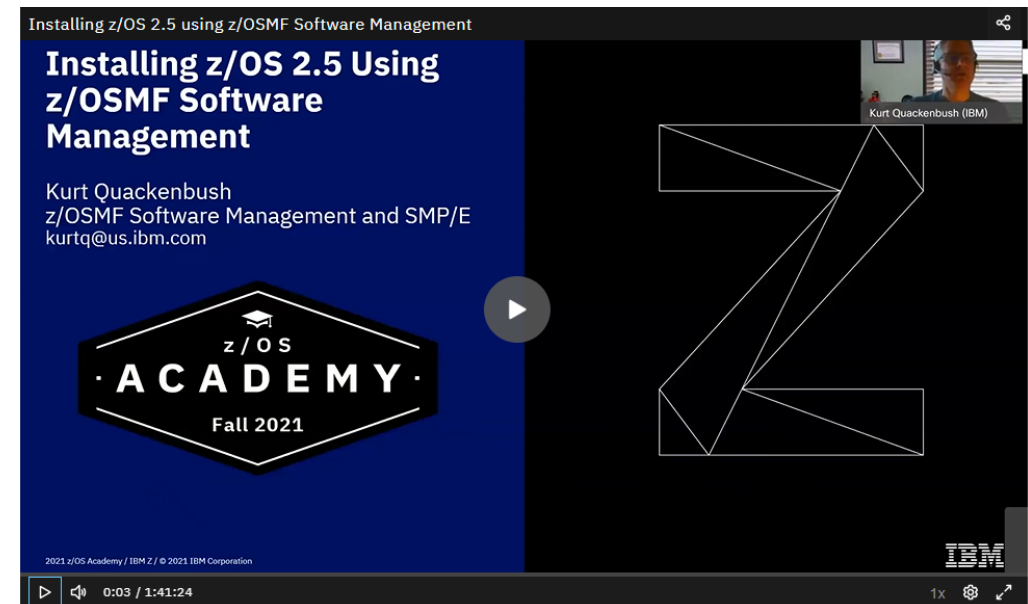 Installing z/OS 2.5 using z/OSMF Software Management
Installing z/OS 2.5 Using
z/OSMF Software
Management
Kurt Quackenbush (IBM)
Kurt Quackenbush
z/OSMF Software Management and SMP/E
kurtq@us.ibm.com
z/OS
· ACADEMY ·
Fall 2021
2021 z/OS Academy / IBM Z / © 2021 IBM Corporation
IBM
0:03 / 1:41:24
1x